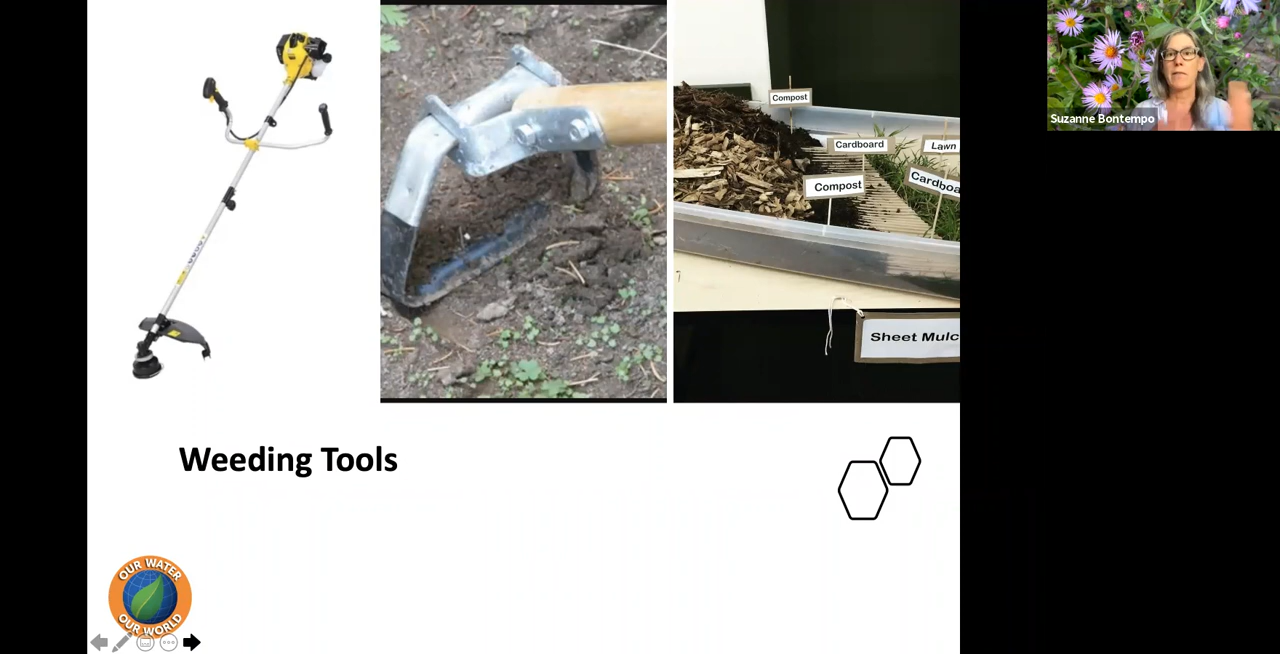 Compost
Cardboard
Lawn
Compost
Cardboa
Sheet Mulc
Suzanne Bontempo
Weeding Tools
OUR WATER
OUR WORLD